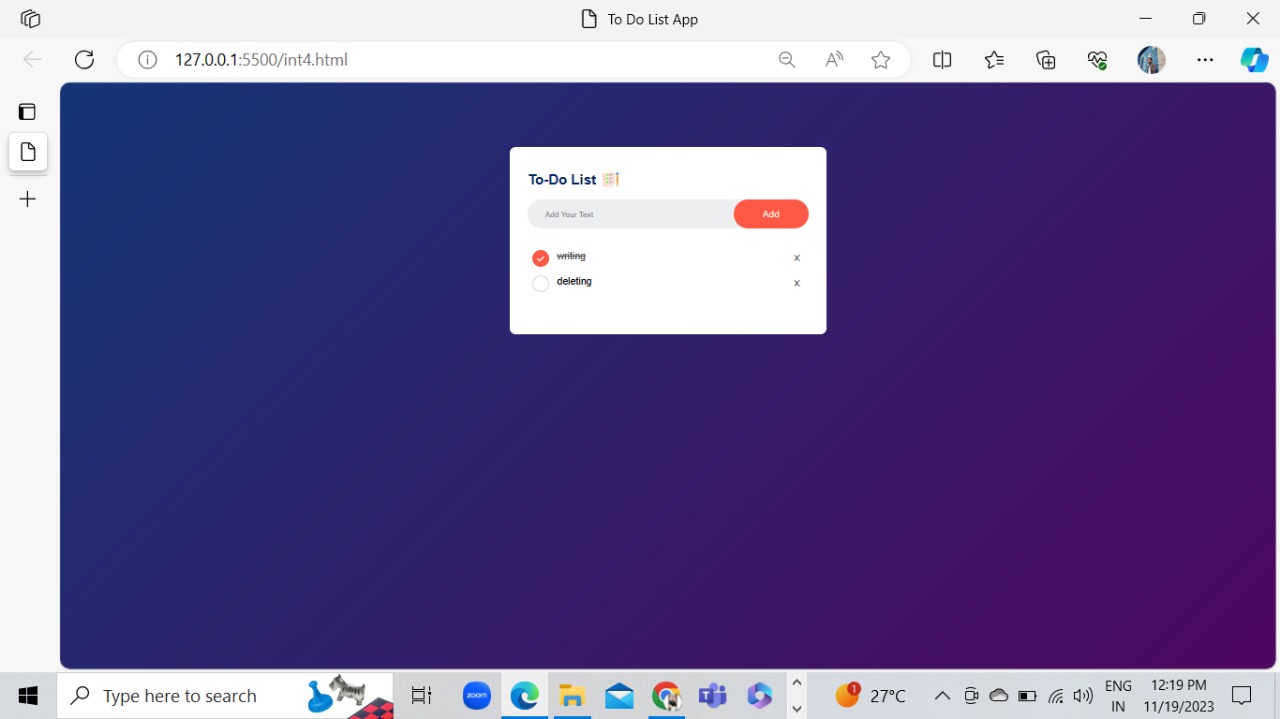 To Do List App
127.0.0.1:5500/int4.html
To-Do List
Add Your Text
Add
writing
x
deleting
x
Type here to search
zoom
1
27°C
ENG
IN
12:19 PM
11/19/2023